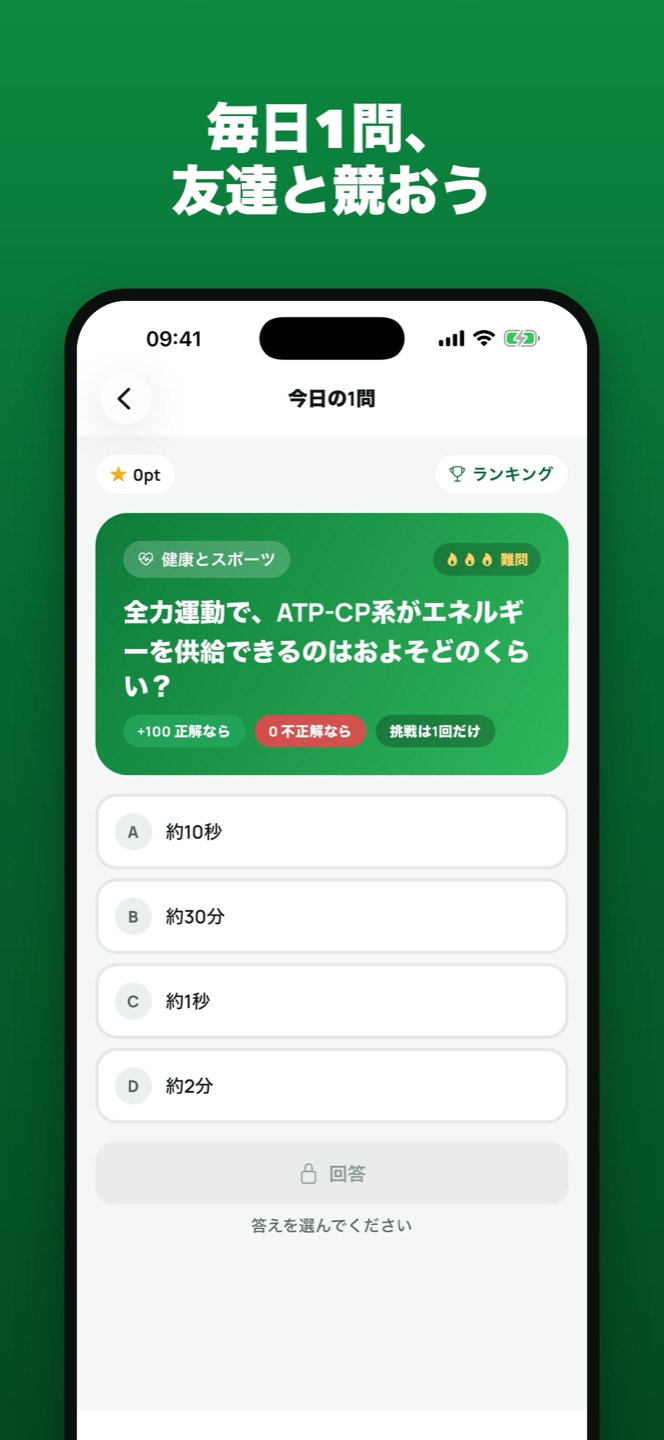 毎日1問、
友達と競おう
09:41
今日の1問
0pt
ランキング
健康とスポーツ
難問
全力運動で、ATP-CP系がエネルギ
ーを供給できるのはおよそどのくら
い？
+100 正解なら
0 不正解なら
挑戦は1回だけ
A 約10秒
B 約30分
C 約1秒
D 約2分
回答
答えを選んでください